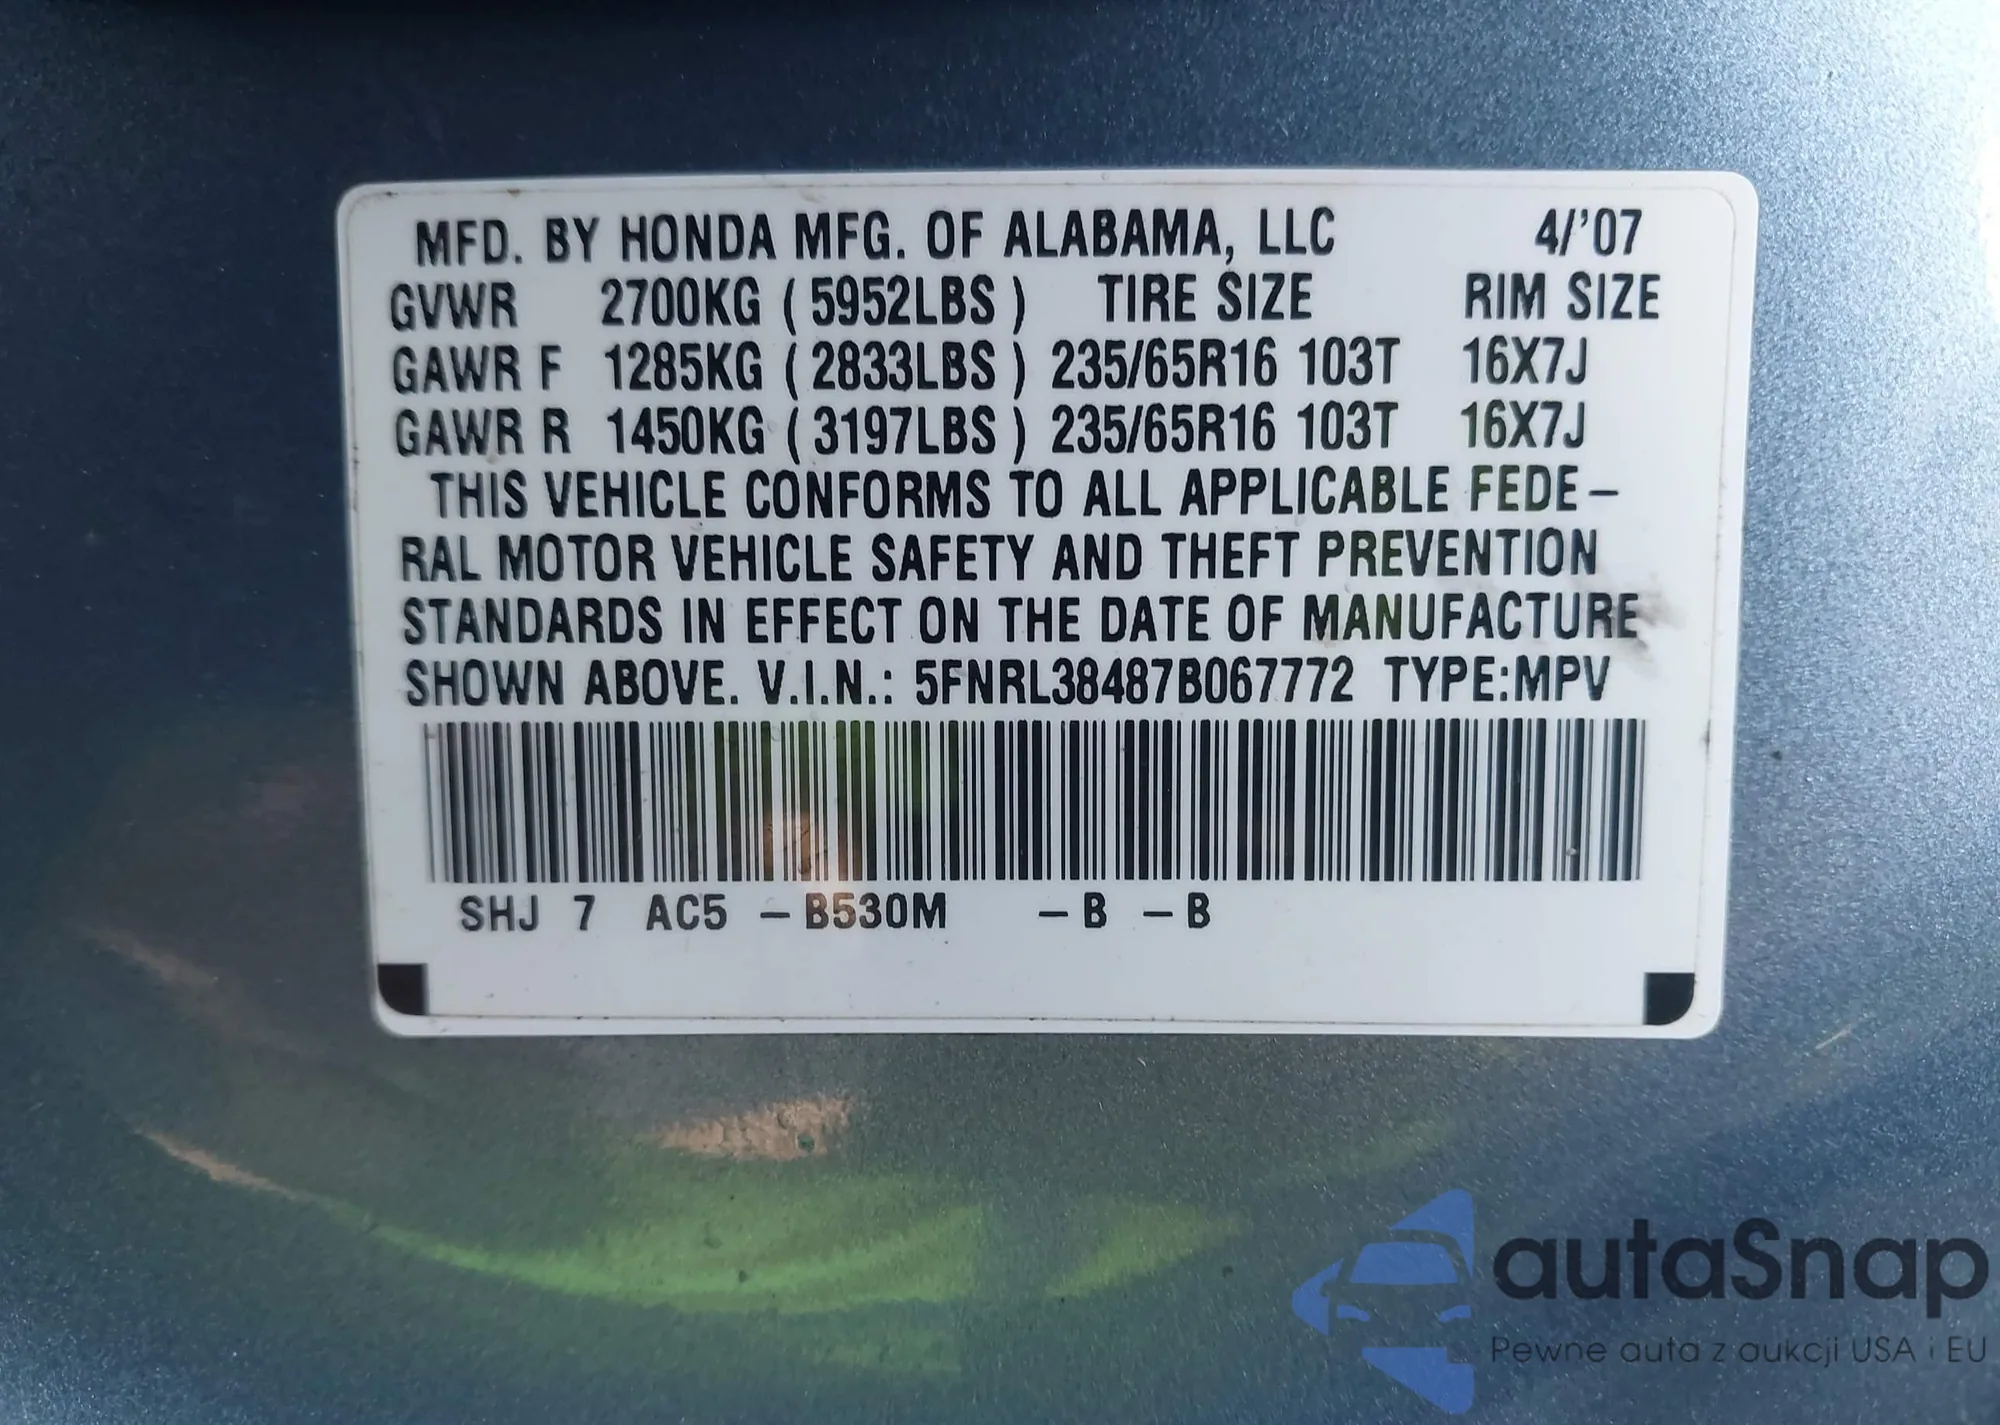 MFD. BY HONDA MFG. OF ALABAMA, LLC 4/'07
GVWR 2700KG ( 5952LBS ) TIRE SIZE RIM SIZE
GAWR F 1285KG ( 2833LBS ) 235/65R16 103T 16X7J
GAWR R 1450KG ( 3197LBS ) 235/65R16 103T 16X7J
THIS VEHICLE CONFORMS TO ALL APPLICABLE FEDE–
RAL MOTOR VEHICLE SAFETY AND THEFT PREVENTION
STANDARDS IN EFFECT ON THE DATE OF MANUFACTURE
SHOWN ABOVE. V.I.N.: 5FNRL38487B067772 TYPE:MPV
SHJ 7 AC5 – B530M – B – B
autaSnap
Pewne auta z aukcji USA i EU